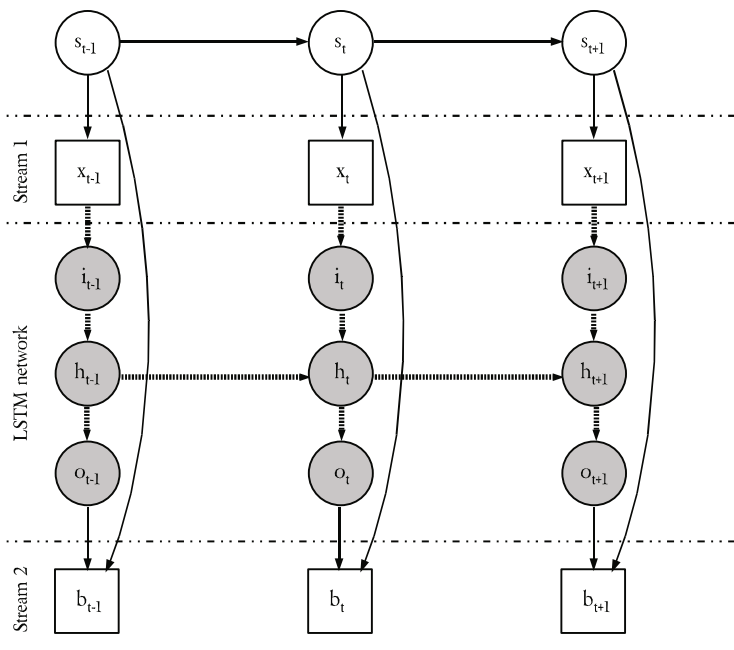 s_{t-1} s_t s_{t+1}
Stream 1
x_{t-1} x_t x_{t+1}
i_{t-1} i_t i_{t+1}
LSTM network
h_{t-1} h_t h_{t+1}
o_{t-1} o_t o_{t+1}
Stream 2
b_{t-1} b_t b_{t+1}